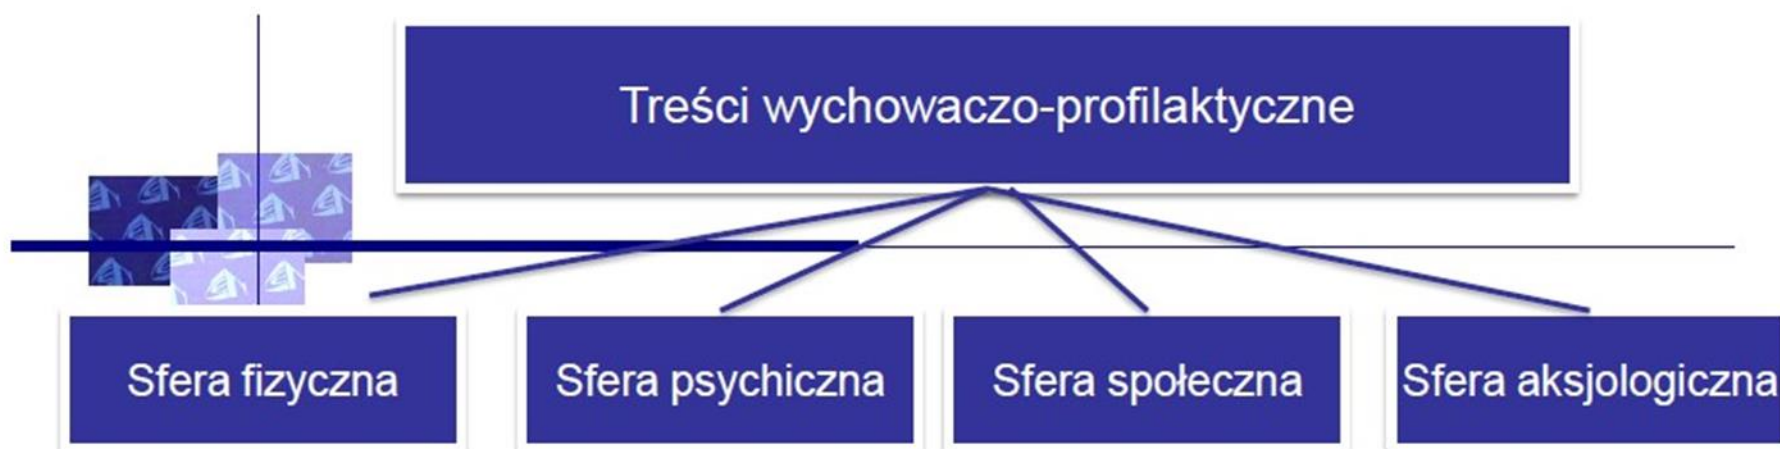 Treści wychowaczo-profilaktyczne
Sfera fizyczna
Sfera psychiczna
Sfera społeczna
Sfera aksjologiczna